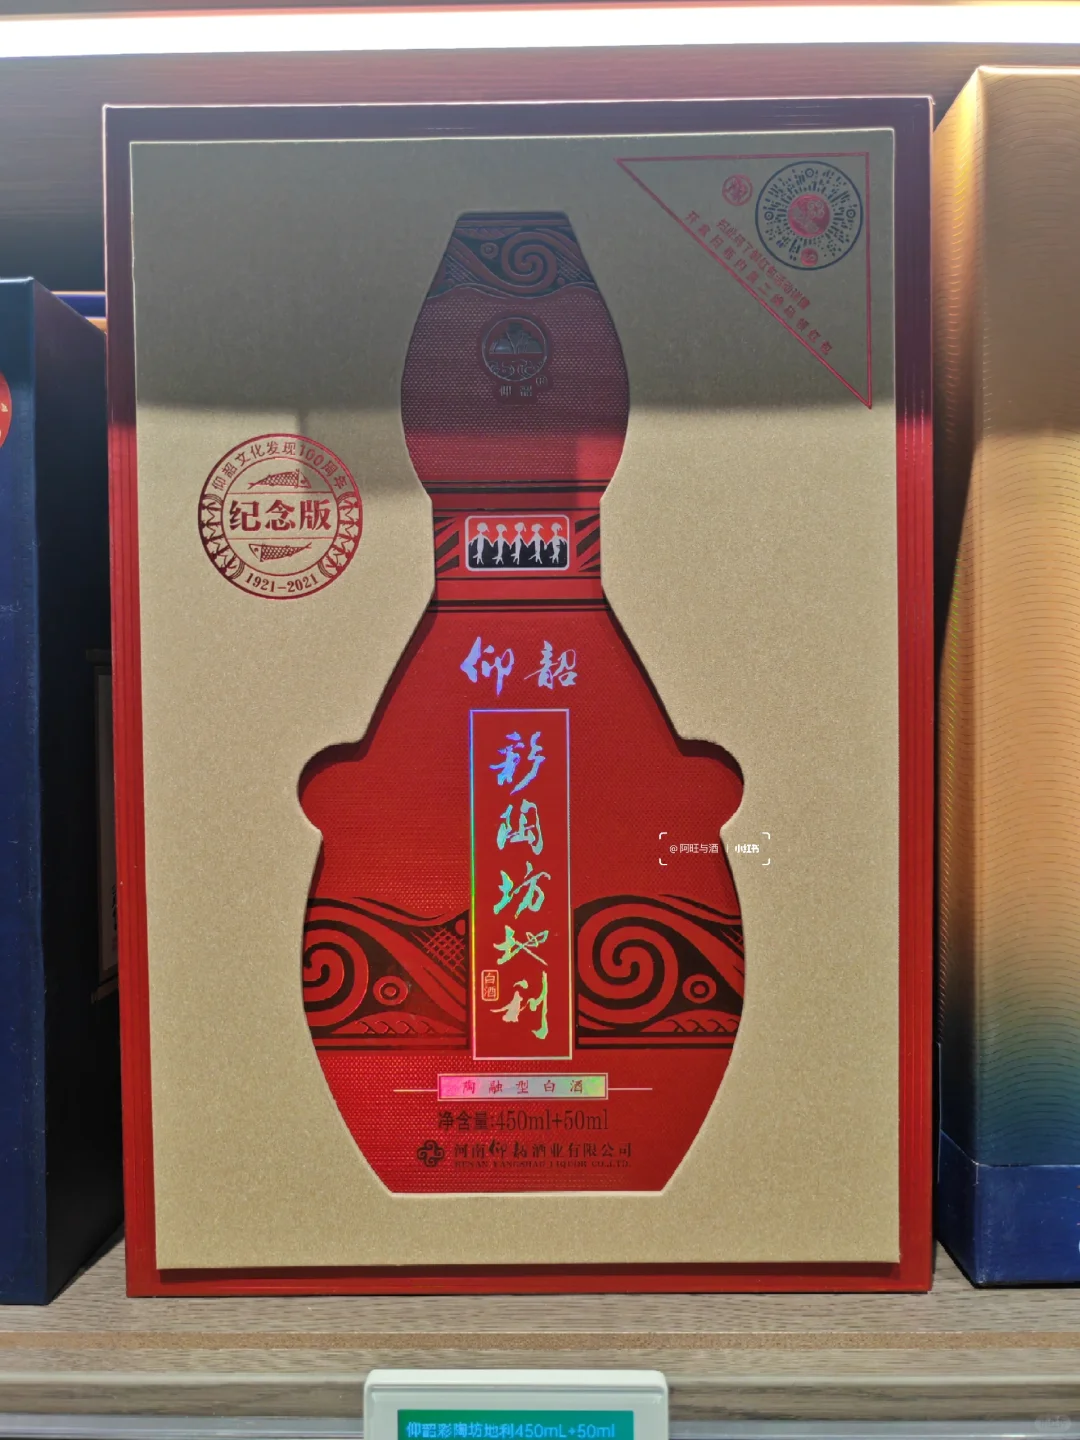 仰韶
仰韶文化发现100周年
纪念版
1921-2021
仰韶
彩陶坊地利
白酒
陶融型白酒
净含量:450ml+50ml
河南仰韶酒业有限公司
HENAN YANGSHAO LIQUOR CO.,LTD.
@阿旺与酒 | 小红书
仰韶彩陶坊地利450mL+50ml